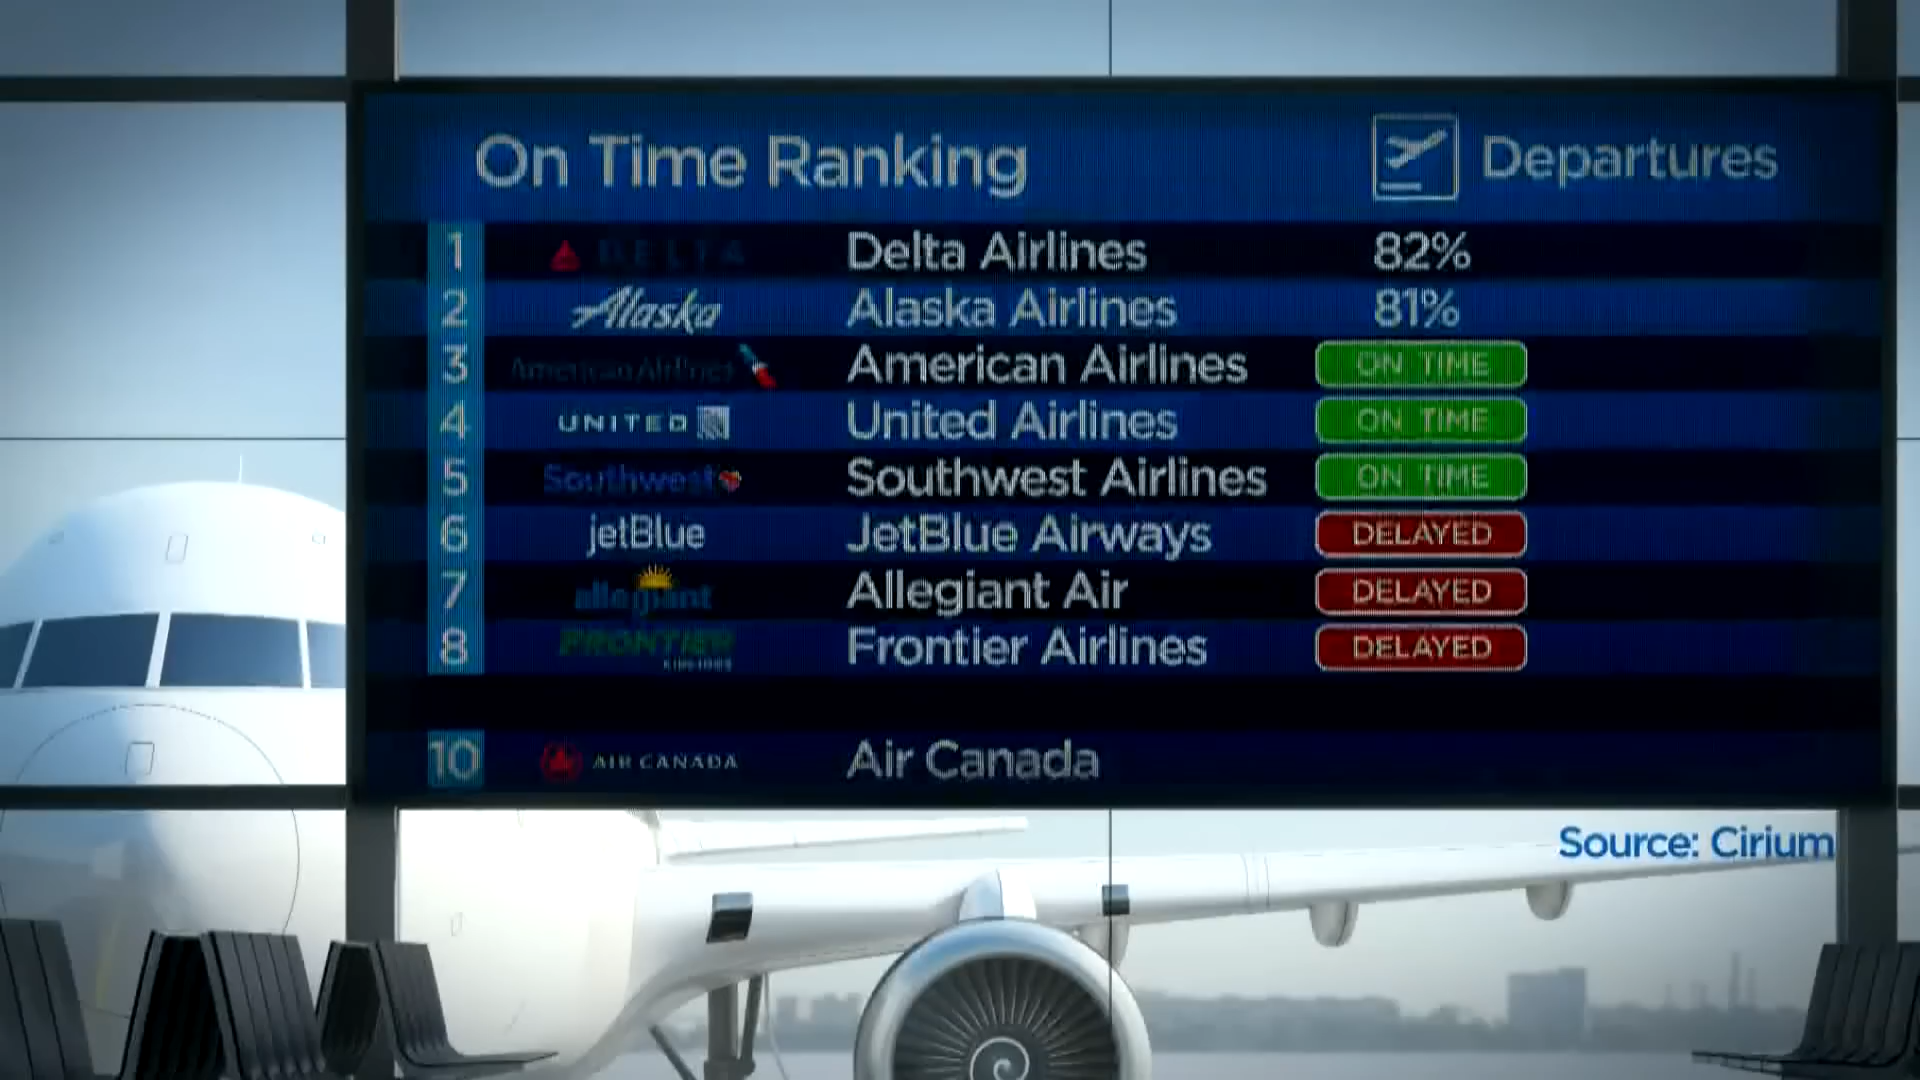 On Time Ranking Departures
1 DELTA Delta Airlines 82%
2 Alaska Alaska Airlines 81%
3 American Airlines American Airlines ON TIME
4 UNITED United Airlines ON TIME
5 Southwest Southwest Airlines ON TIME
6 jetBlue JetBlue Airways DELAYED
7 allegiant Allegiant Air DELAYED
8 FRONTIER Frontier Airlines DELAYED
AIRLINES
10 AIR CANADA Air Canada
Source: Cirium